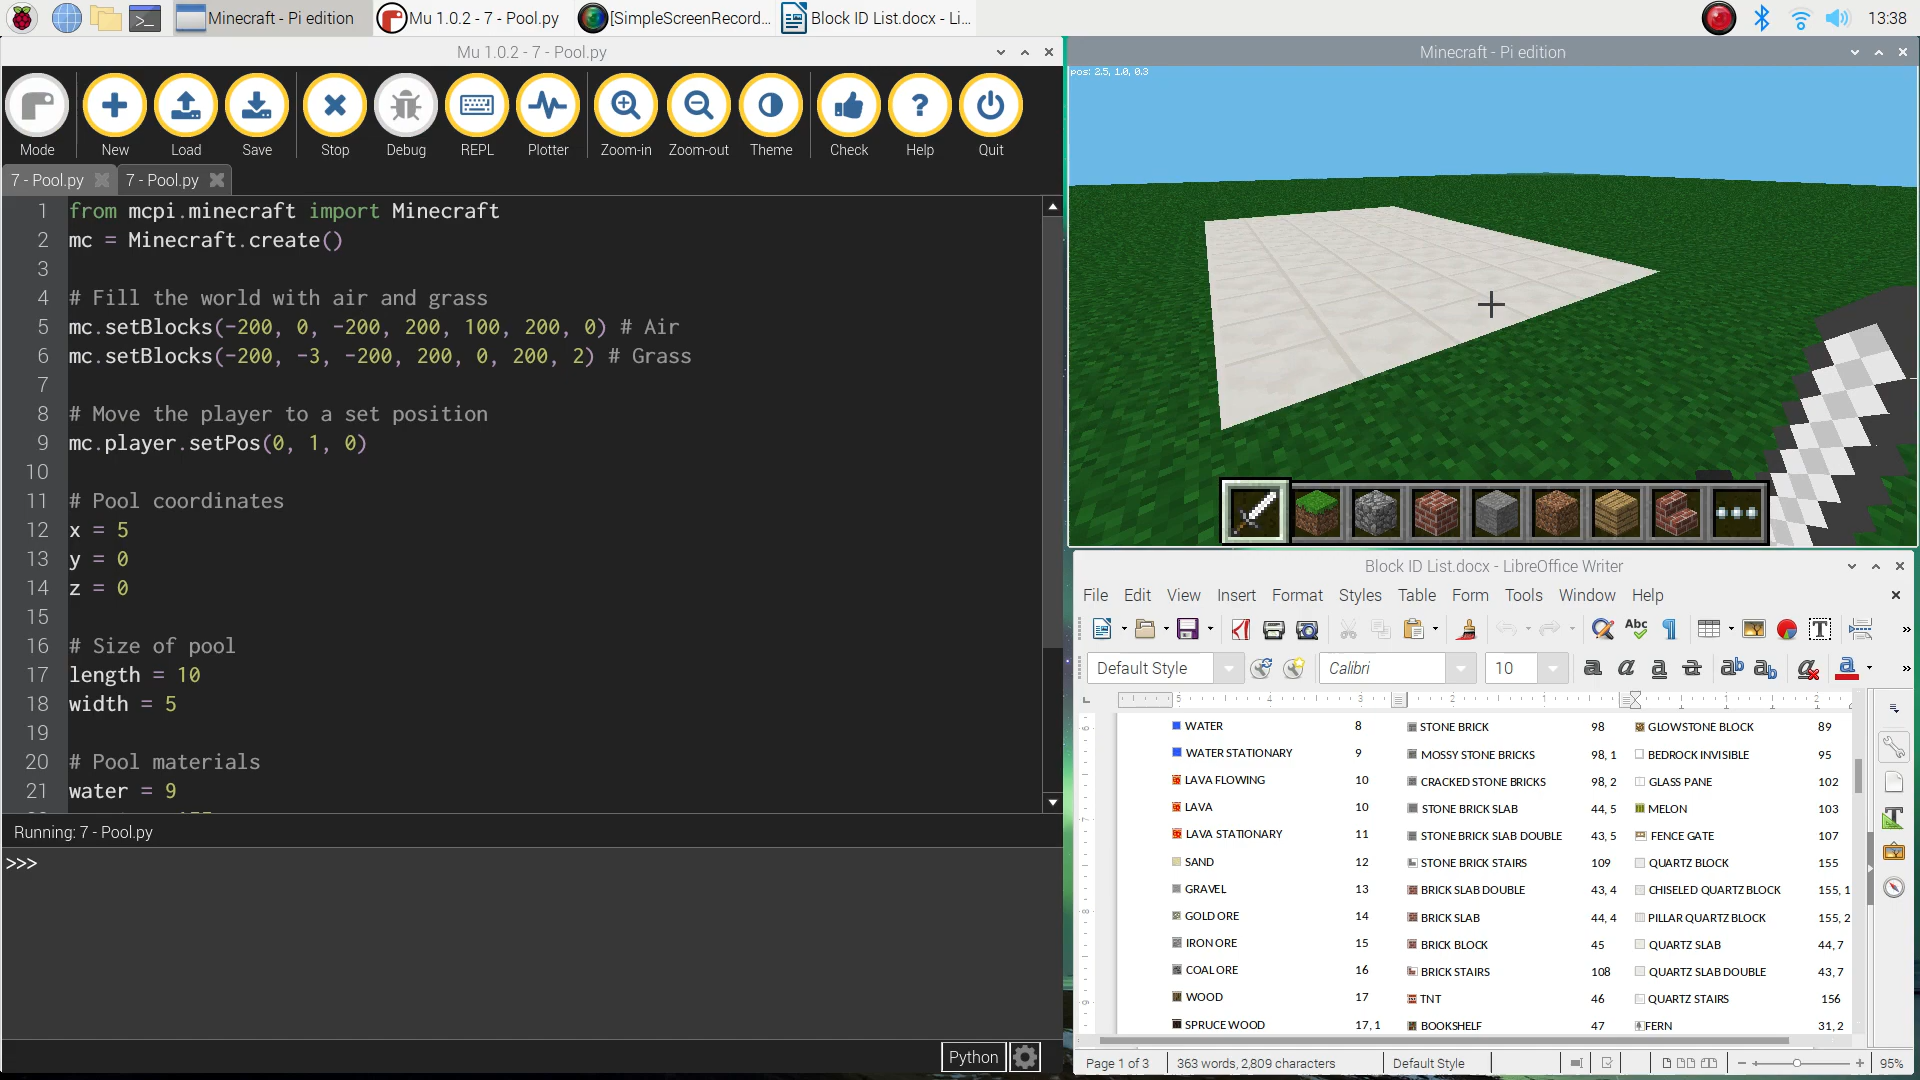 Minecraft - Pi edition
Mu 1.0.2 - 7 - Pool.py
[SimpleScreenRecord...
Block ID List.docx - Li...
13:38
Mu 1.0.2 - 7 - Pool.py
Mode
New
Load
Save
Stop
Debug
REPL
Plotter
Zoom-in
Zoom-out
Theme
Check
Help
Quit
7 - Pool.py
7 - Pool.py
1 from mcpi.minecraft import Minecraft
2 mc = Minecraft.create()
3
4 # Fill the world with air and grass
5 mc.setBlocks(-200, 0, -200, 200, 100, 200, 0) # Air
6 mc.setBlocks(-200, -3, -200, 200, 0, 200, 2) # Grass
7
8 # Move the player to a set position
9 mc.player.setPos(0, 1, 0)
10
11 # Pool coordinates
12 x = 5
13 y = 0
14 z = 0
15
16 # Size of pool
17 length = 10
18 width = 5
19
20 # Pool materials
21 water = 9
Running: 7 - Pool.py
>>>
Python
Minecraft - Pi edition
pos: 2.5, 1.0, 0.3
Block ID List.docx - LibreOffice Writer
File Edit View Insert Format Styles Table Form Tools Window Help
Default Style
Calibri
10
WATER 8 STONE BRICK 98 GLOWSTONE BLOCK 89
WATER STATIONARY 9 MOSSY STONE BRICKS 98, 1 BEDROCK INVISIBLE 95
LAVA FLOWING 10 CRACKED STONE BRICKS 98, 2 GLASS PANE 102
LAVA 10 STONE BRICK SLAB 44, 5 MELON 103
LAVA STATIONARY 11 STONE BRICK SLAB DOUBLE 43, 5 FENCE GATE 107
SAND 12 STONE BRICK STAIRS 109 QUARTZ BLOCK 155
GRAVEL 13 BRICK SLAB DOUBLE 43, 4 CHISELED QUARTZ BLOCK 155, 1
GOLD ORE 14 BRICK SLAB 44, 4 PILLAR QUARTZ BLOCK 155, 2
IRON ORE 15 BRICK BLOCK 45 QUARTZ SLAB 44, 7
COAL ORE 16 BRICK STAIRS 108 QUARTZ SLAB DOUBLE 43, 7
WOOD 17 TNT 46 QUARTZ STAIRS 156
SPRUCE WOOD 17, 1 BOOKSHELF 47 FERN 31, 2
Page 1 of 3
363 words, 2,809 characters
Default Style
95%